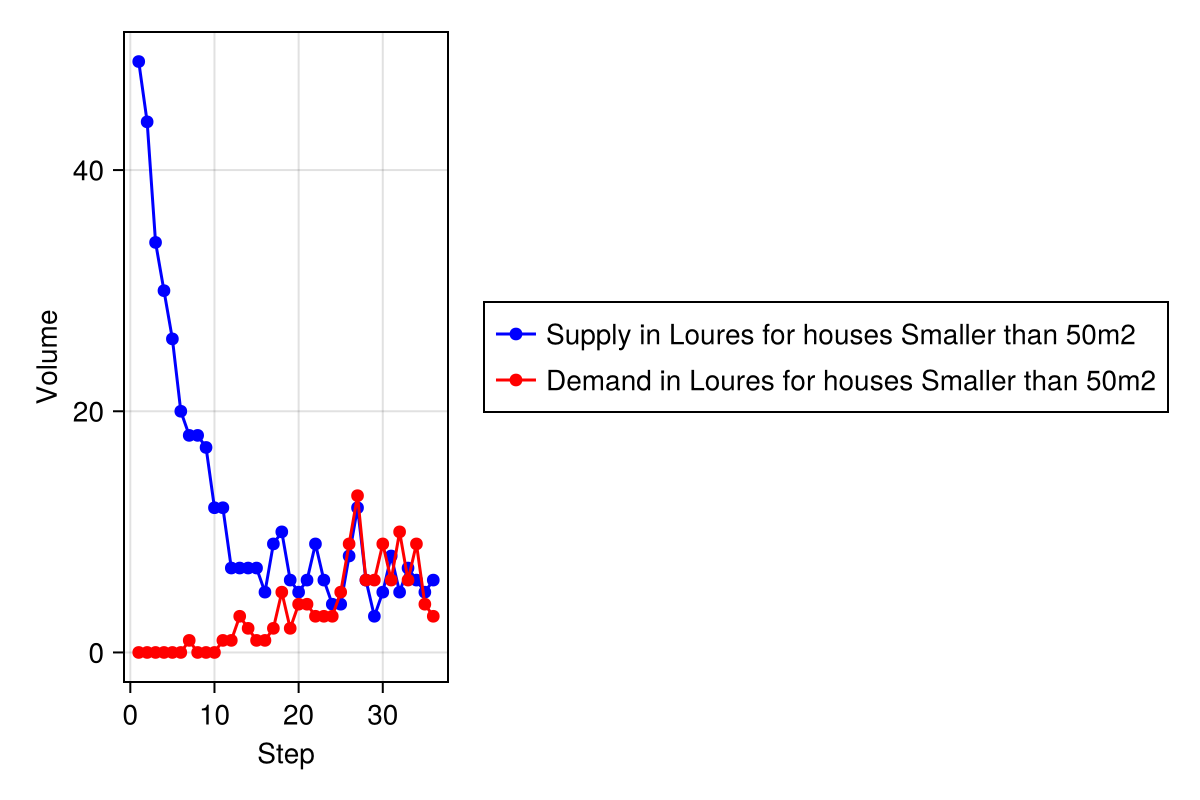 Volume
40
20
0
0 10 20 30
Step
Supply in Loures for houses Smaller than 50m2
Demand in Loures for houses Smaller than 50m2